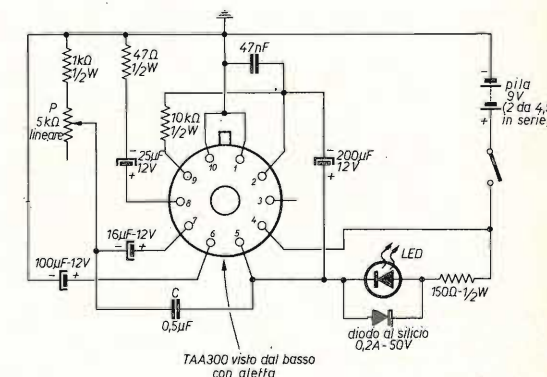 1kΩ
1/2W
P
5kΩ
lineare
47Ω
1/2W
47nF
10kΩ
1/2W
25µF
12V
200µF
12V
16µF-12V
100µF-12V
C
0,5µF
10
1
9
2
8
3
7
4
6
5
pila
9V
(2 da 4,
in serie
LED
150Ω-1/2W
diodo al silicio
0,2A-50V
TAA300 visto dal basso
con aletta